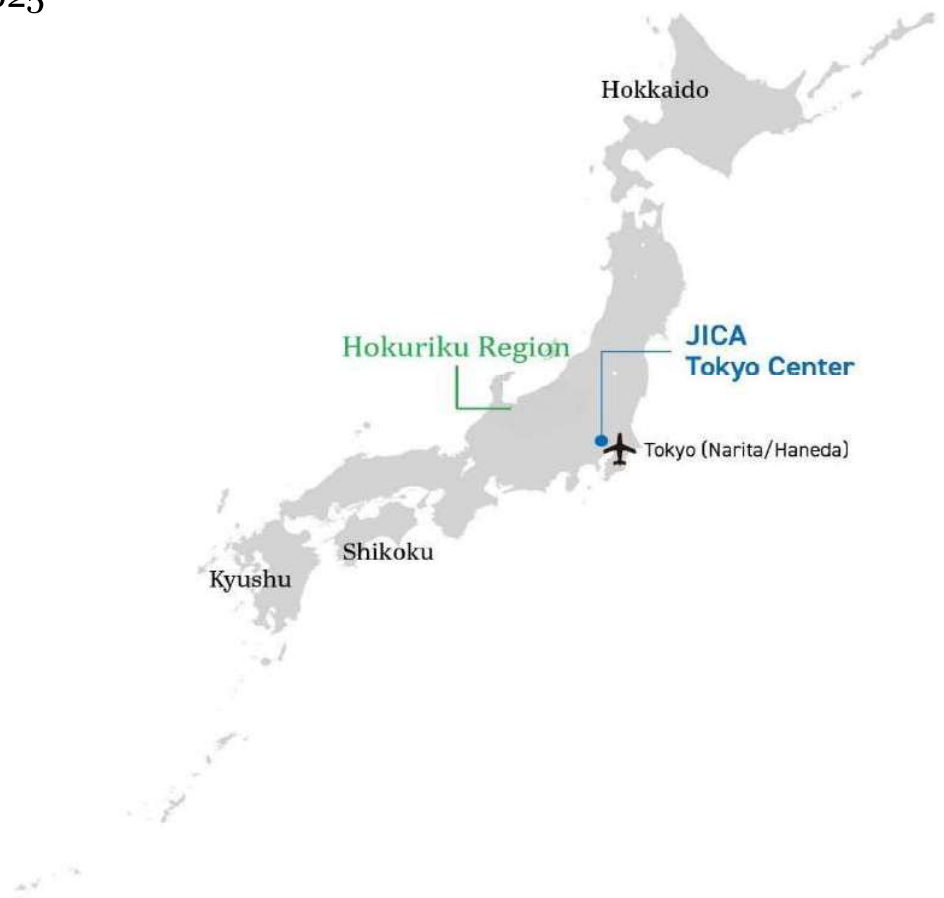 Hokkaido
Hokuriku Region
JICA
Tokyo Center
Tokyo (Narita/Haneda)
Shikoku
Kyushu